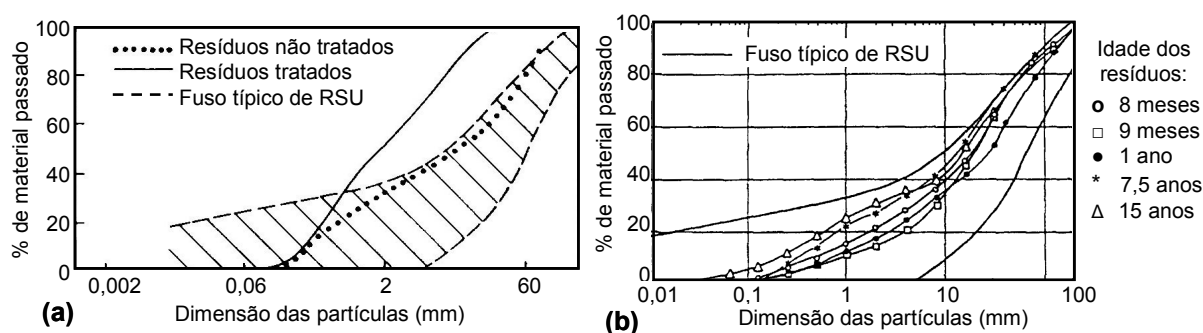 % de material passado
100
80
60
40
20
0
Resíduos não tratados
Resíduos tratados
Fuso típico de RSU
0,002
0,06
2
60
Dimensão das partículas (mm)
(a)
% de material passado
100
80
60
40
20
0
Fuso típico de RSU
0,01
0,1
1
10
100
Dimensão das partículas (mm)
(b)
Idade dos
resíduos:
8 meses
9 meses
1 ano
7,5 anos
15 anos